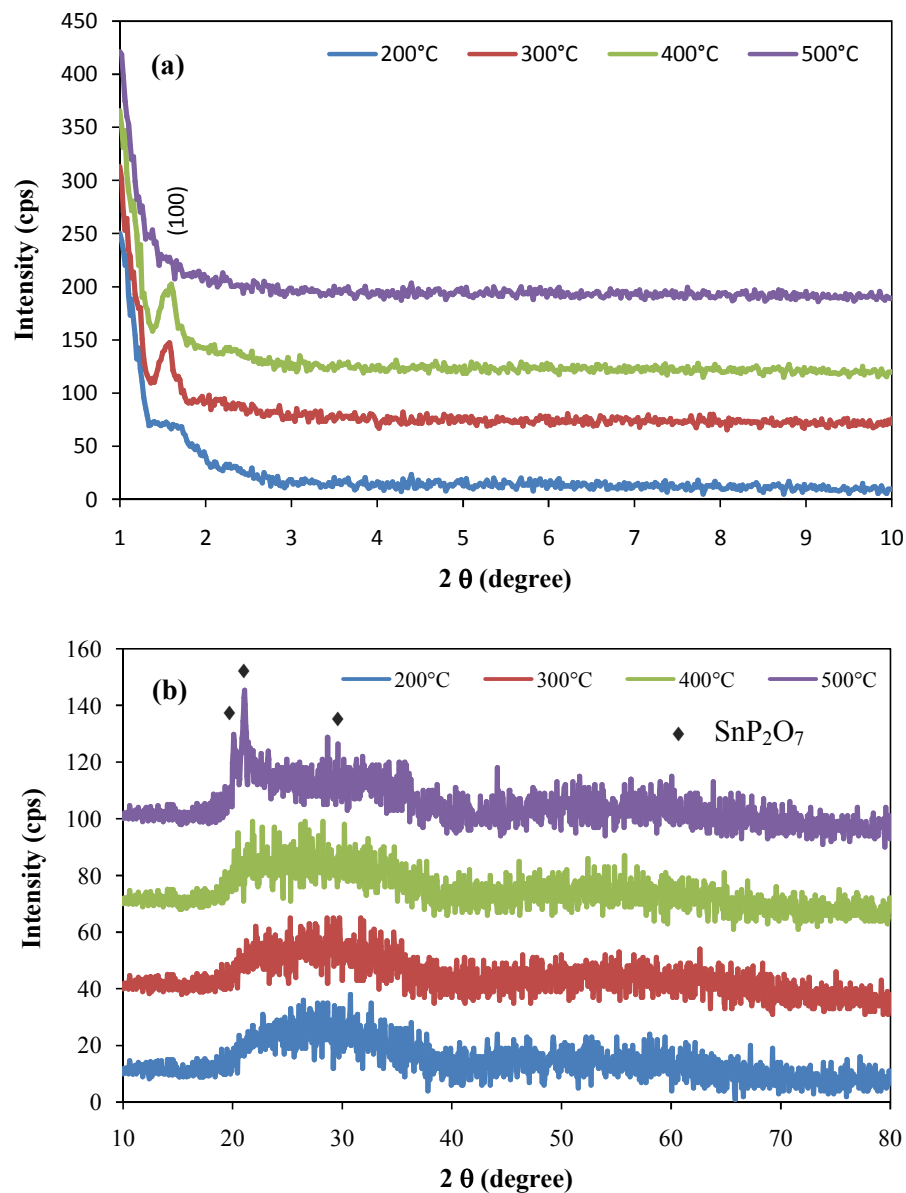 450
400
350
300
250
200
150
100
50
0
(a)
200°C 300°C 400°C 500°C
(100)
Intensity (cps)
1 2 3 4 5 6 7 8 9 10
2 θ (degree)
160
140
120
100
80
60
40
20
0
(b)
200°C 300°C 400°C 500°C
SnP₂O₇
Intensity (cps)
10 20 30 40 50 60 70 80
2 θ (degree)